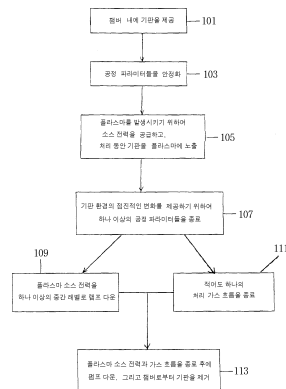 챔버 내에 기판을 제공
101
공정 파라미터들을 안정화
103
플라스마를 발생시키기 위하여
소스 전력을 공급하고,
처리 동안 기판을 플라스마에 노출
105
기판 환경의 점진적인 변화를 제공하기 위하여
하나 이상의 공정 파라미터들을 종료
107
109
플라스마 소스 전력을
하나 이상의 중간 레벨로 램프 다운
111
적어도 하나의
처리 가스 흐름을 종료
플라스마 소스 전력과 가스 흐름을 종료 후에
펌프 다운, 그리고 챔버로부터 기판을 제거
113